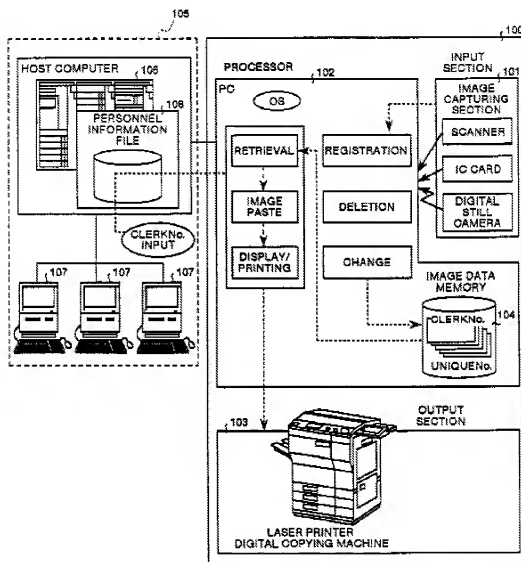 105
100
HOST COMPUTER
106
108
PERSONNEL
INFORMATION
FILE
CLERKNo.
INPUT
107
107
107
PROCESSOR
102
PC
OS
RETRIEVAL
IMAGE
PASTE
DISPLAY/
PRINTING
REGISTRATION
DELETION
CHANGE
INPUT
SECTION
101
IMAGE
CAPTURING
SECTION
SCANNER
IC CARD
DIGITAL
STILL
CAMERA
IMAGE DATA
MEMORY
CLERKNo.
104
UNIQUENo.
OUTPUT
SECTION
103
LASER PRINTER
DIGITAL COPYING MACHINE